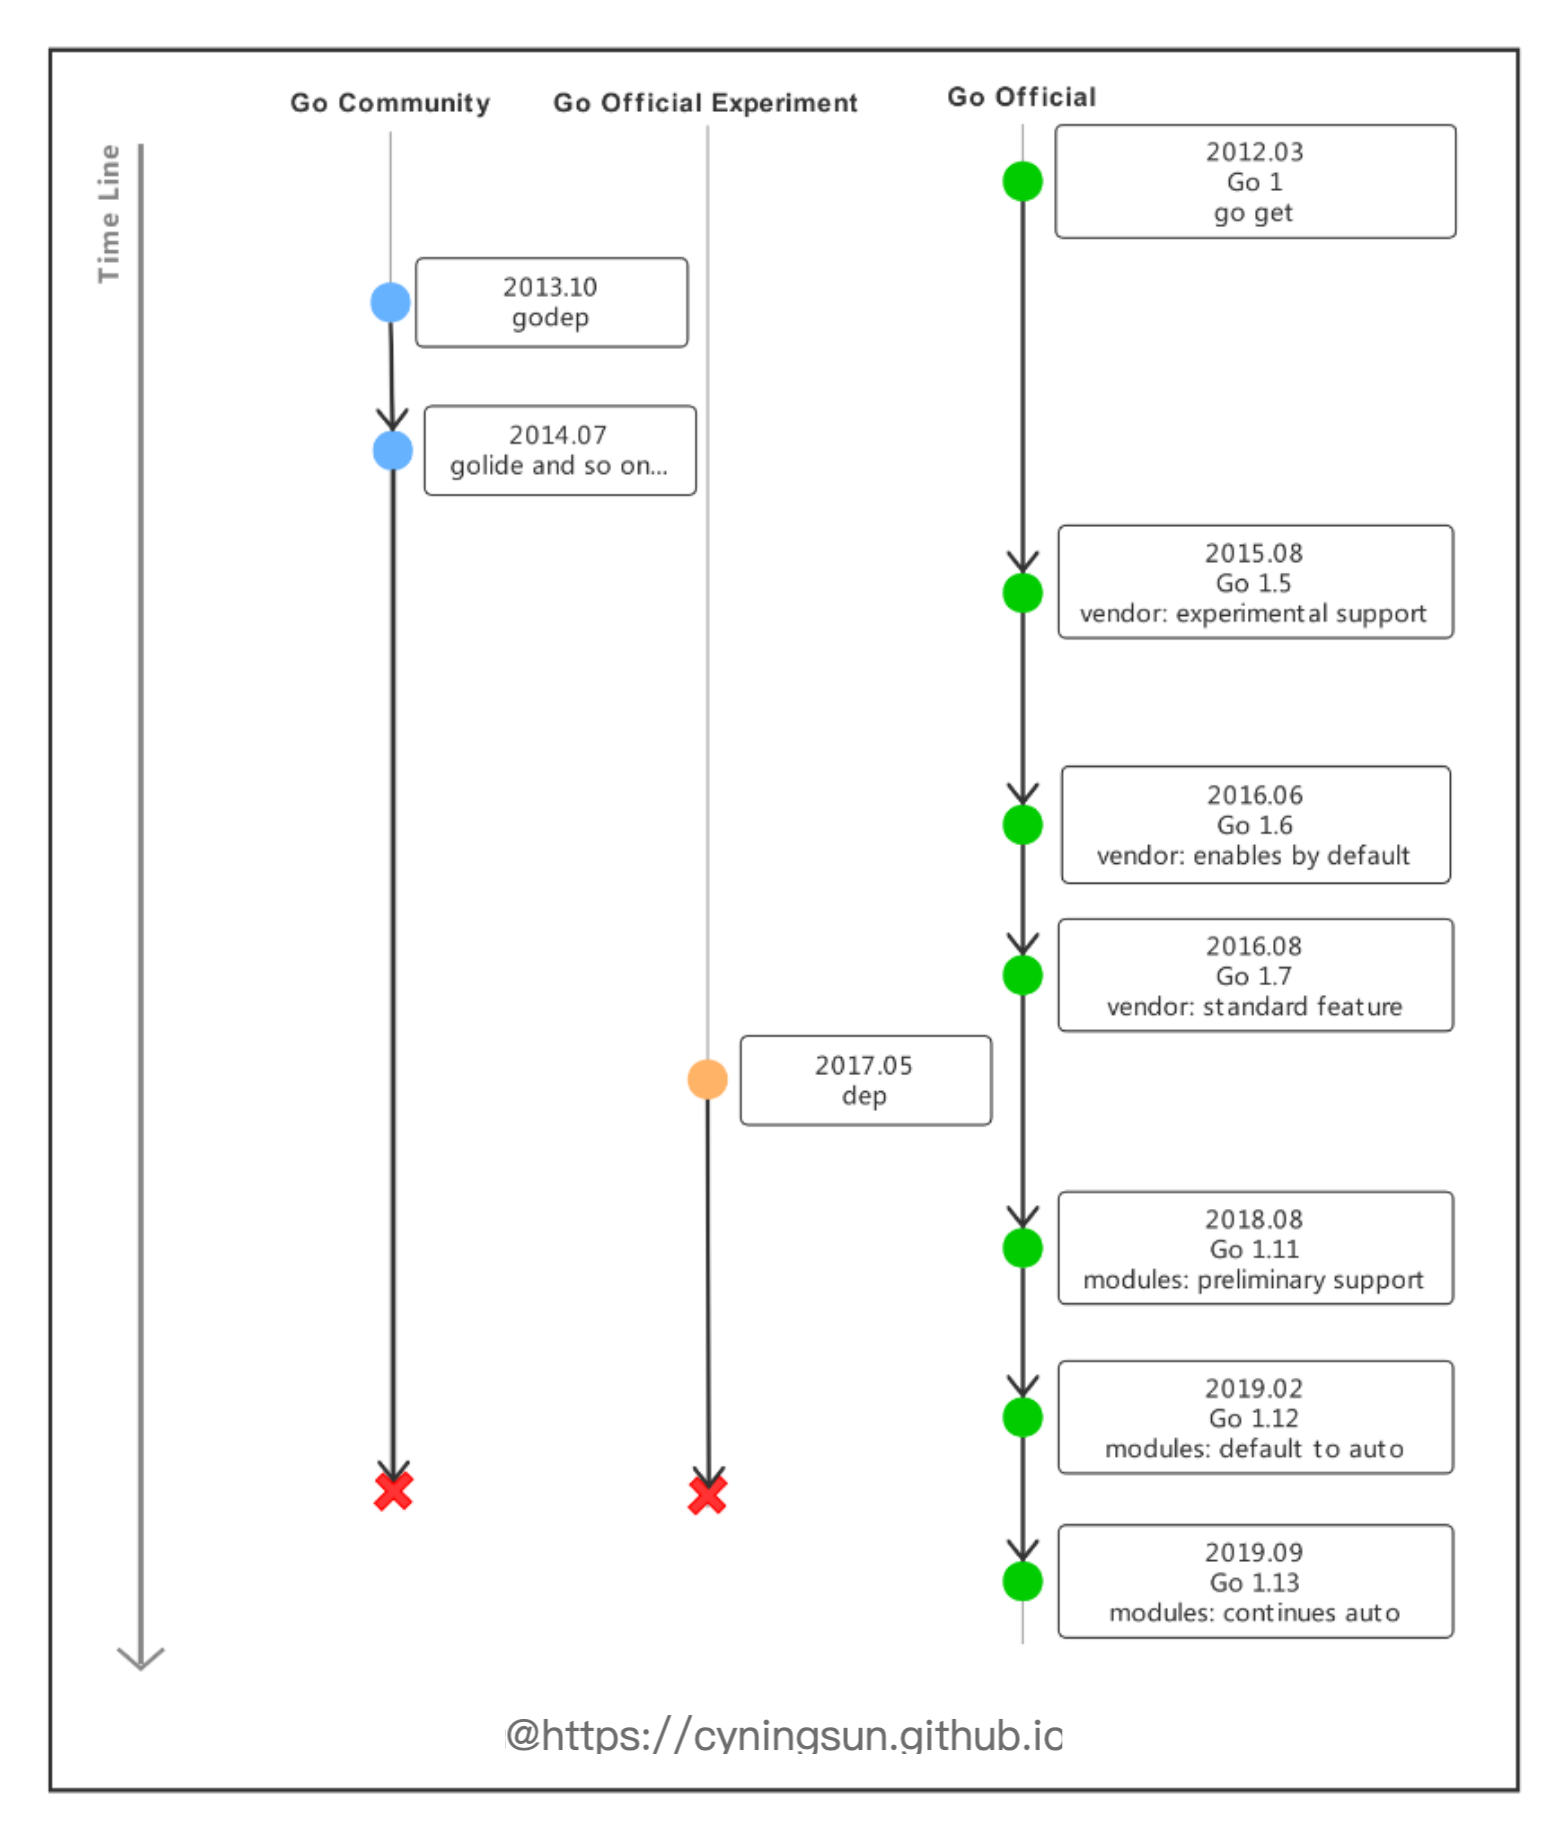 Go Community
Go Official Experiment
Go Official
Time Line
2012.03
Go 1
go get
2013.10
godep
2014.07
golide and so on...
2015.08
Go 1.5
vendor: experimental support
2016.06
Go 1.6
vendor: enables by default
2016.08
Go 1.7
vendor: standard feature
2017.05
dep
2018.08
Go 1.11
modules: preliminary support
2019.02
Go 1.12
modules: default to auto
2019.09
Go 1.13
modules: continues auto
@https://cyningsun.github.io